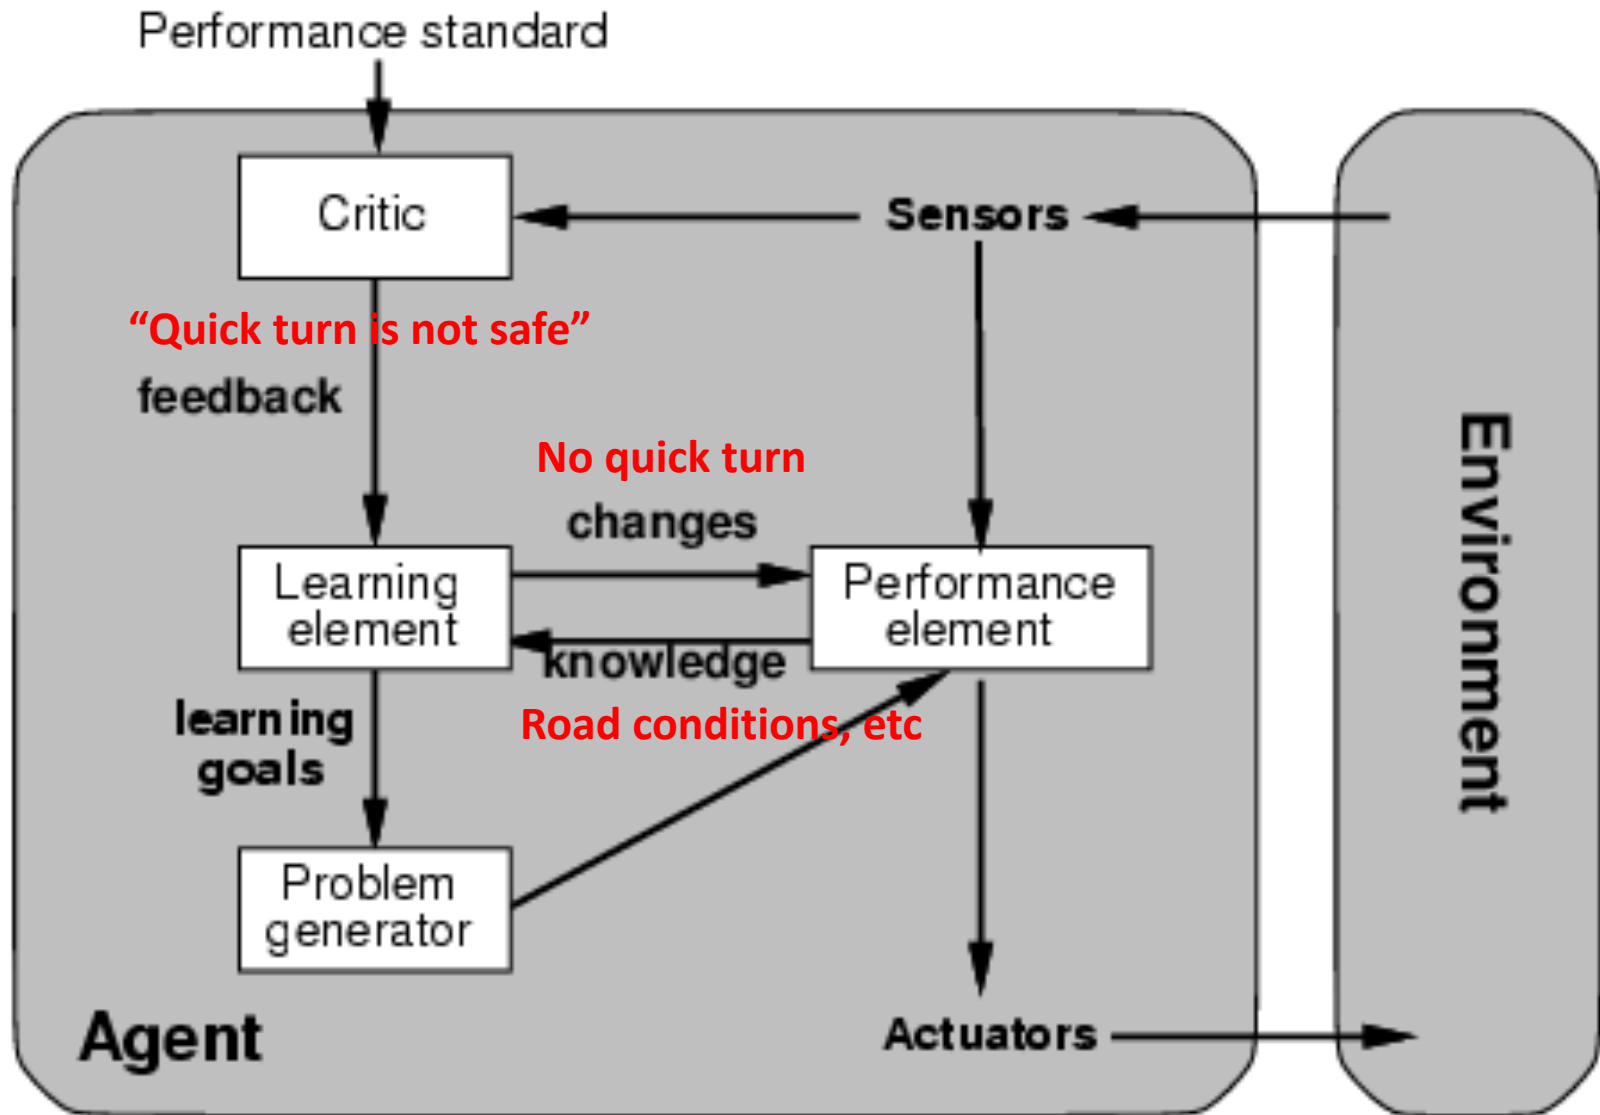 Performance standard
Critic
Sensors
“Quick turn is not safe”
feedback
No quick turn
changes
Learning
element
Performance
element
knowledge
Road conditions, etc
learning
goals
Problem
generator
Agent
Actuators
Environment